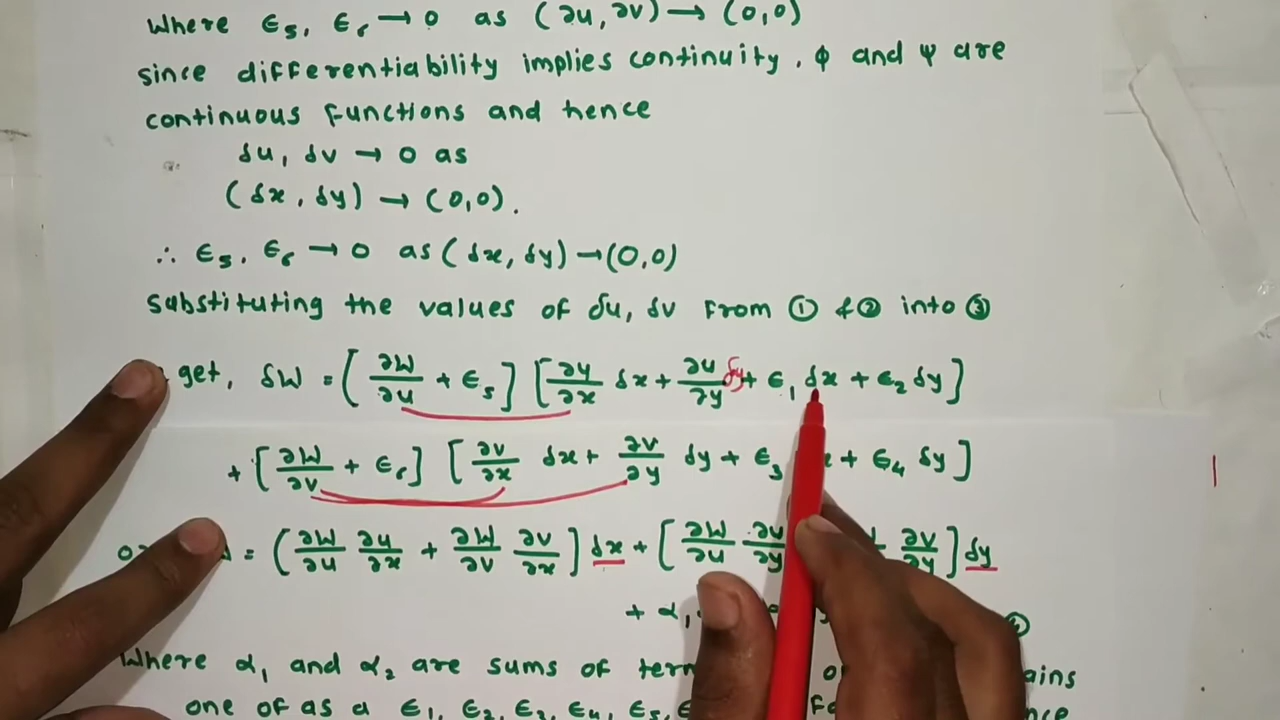 where ϵ₅, ϵ₆ → 0 as (∂u, ∂v) → (0,0)
since differentiability implies continuity, ϕ and ψ are
continuous functions and hence
δu, δv → 0 as
(δx, δy) → (0,0).
∴ ϵ₅, ϵ₆ → 0 as (δx, δy) → (0,0)
substituting the values of δu, δv from ① & ② into ③
get, δW = (∂W/∂u + ϵ₅] [∂u/∂x δx + ∂u/∂y δy + ϵ₁ δx + ϵ₂ δy]
+ [∂W/∂v + ϵ₆] [∂v/∂x δx + ∂v/∂y δy + ϵ₃ x + ϵ₄ δy]
= (∂W/∂u ∂u/∂x + ∂W/∂v ∂v/∂x] δx + [∂W/∂u ∂u/∂y ∂v/∂y] δy
+ α₁
Where α₁ and α₂ are sums of
one of as a ϵ₁, ϵ₂, ϵ₃, ϵ₄, ϵ₅,